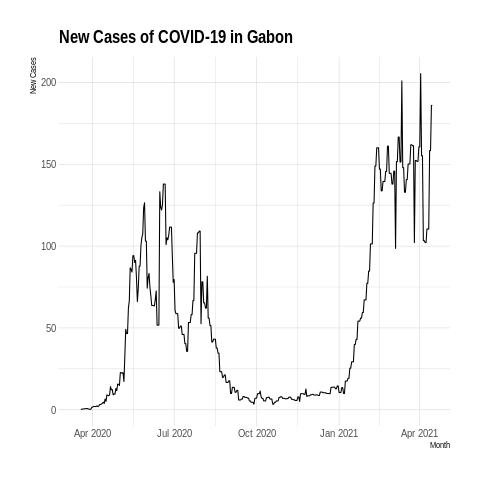 New Cases of COVID-19 in Gabon
New Cases
200
150
100
50
0
Apr 2020
Jul 2020
Oct 2020
Jan 2021
Apr 2021
Month